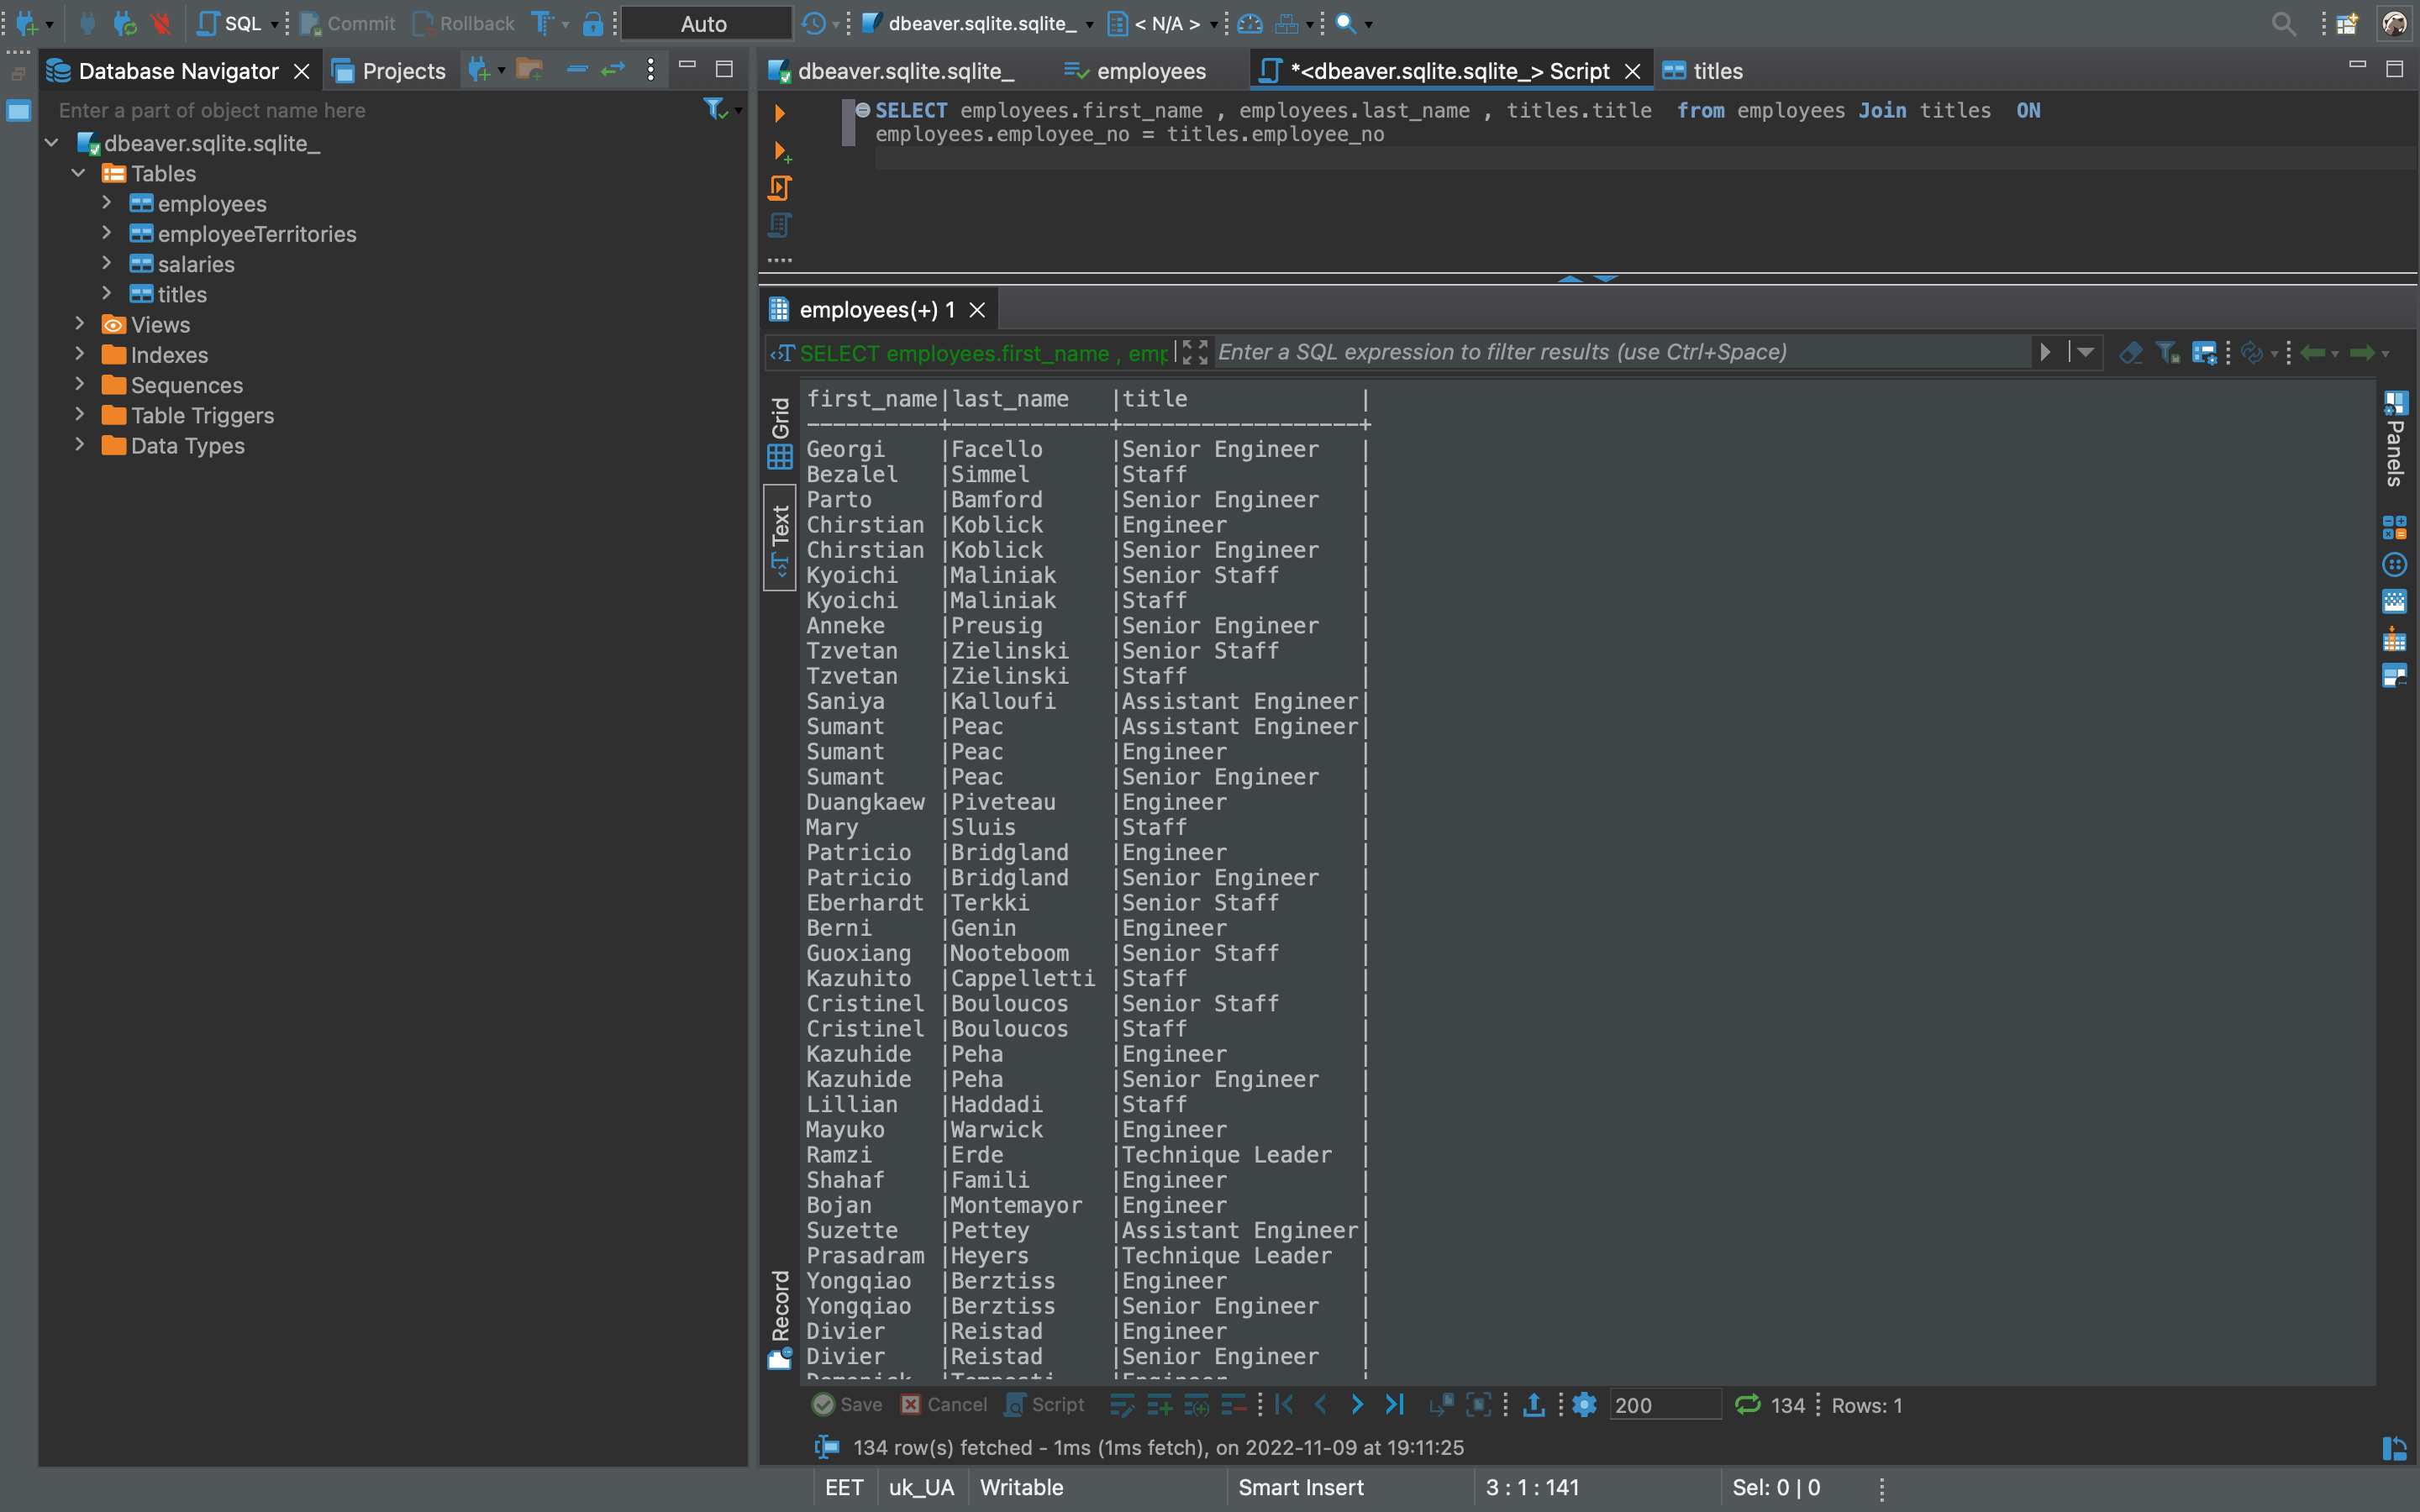 SQL Commit Rollback Auto dbeaver.sqlite.sqlite_ < N/A >
Database Navigator Projects
dbeaver.sqlite.sqlite_ employees *<dbeaver.sqlite.sqlite_> Script titles
Enter a part of object name here
dbeaver.sqlite.sqlite_
Tables
employees
employeeTerritories
salaries
titles
Views
Indexes
Sequences
Table Triggers
Data Types
SELECT employees.first_name , employees.last_name , titles.title from employees Join titles ON
employees.employee_no = titles.employee_no
employees(+) 1
SELECT employees.first_name , emp Enter a SQL expression to filter results (use Ctrl+Space)
Grid
Text
Record
Panels
first_name|last_name |title |
----------+------------+------------------+
Georgi |Facello |Senior Engineer |
Bezalel |Simmel |Staff |
Parto |Bamford |Senior Engineer |
Chirstian |Koblick |Engineer |
Chirstian |Koblick |Senior Engineer |
Kyoichi |Maliniak |Senior Staff |
Kyoichi |Maliniak |Staff |
Anneke |Preusig |Senior Engineer |
Tzvetan |Zielinski |Senior Staff |
Tzvetan |Zielinski |Staff |
Saniya |Kalloufi |Assistant Engineer|
Sumant |Peac |Assistant Engineer|
Sumant |Peac |Engineer |
Sumant |Peac |Senior Engineer |
Duangkaew |Piveteau |Engineer |
Mary |Sluis |Staff |
Patricio |Bridgland |Engineer |
Patricio |Bridgland |Senior Engineer |
Eberhardt |Terkki |Senior Staff |
Berni |Genin |Engineer |
Guoxiang |Nooteboom |Senior Staff |
Kazuhito |Cappelletti |Staff |
Cristinel |Bouloucos |Senior Staff |
Cristinel |Bouloucos |Staff |
Kazuhide |Peha |Engineer |
Kazuhide |Peha |Senior Engineer |
Lillian |Haddadi |Staff |
Mayuko |Warwick |Engineer |
Ramzi |Erde |Technique Leader |
Shahaf |Famili |Engineer |
Bojan |Montemayor |Engineer |
Suzette |Pettey |Assistant Engineer|
Prasadram |Heyers |Technique Leader |
Yongqiao |Berztiss |Engineer |
Yongqiao |Berztiss |Senior Engineer |
Divier |Reistad |Engineer |
Divier |Reistad |Senior Engineer |
Save Cancel Script 200 134 Rows: 1
134 row(s) fetched - 1ms (1ms fetch), on 2022-11-09 at 19:11:25
EET uk_UA Writable Smart Insert 3 : 1 : 141 Sel: 0 | 0